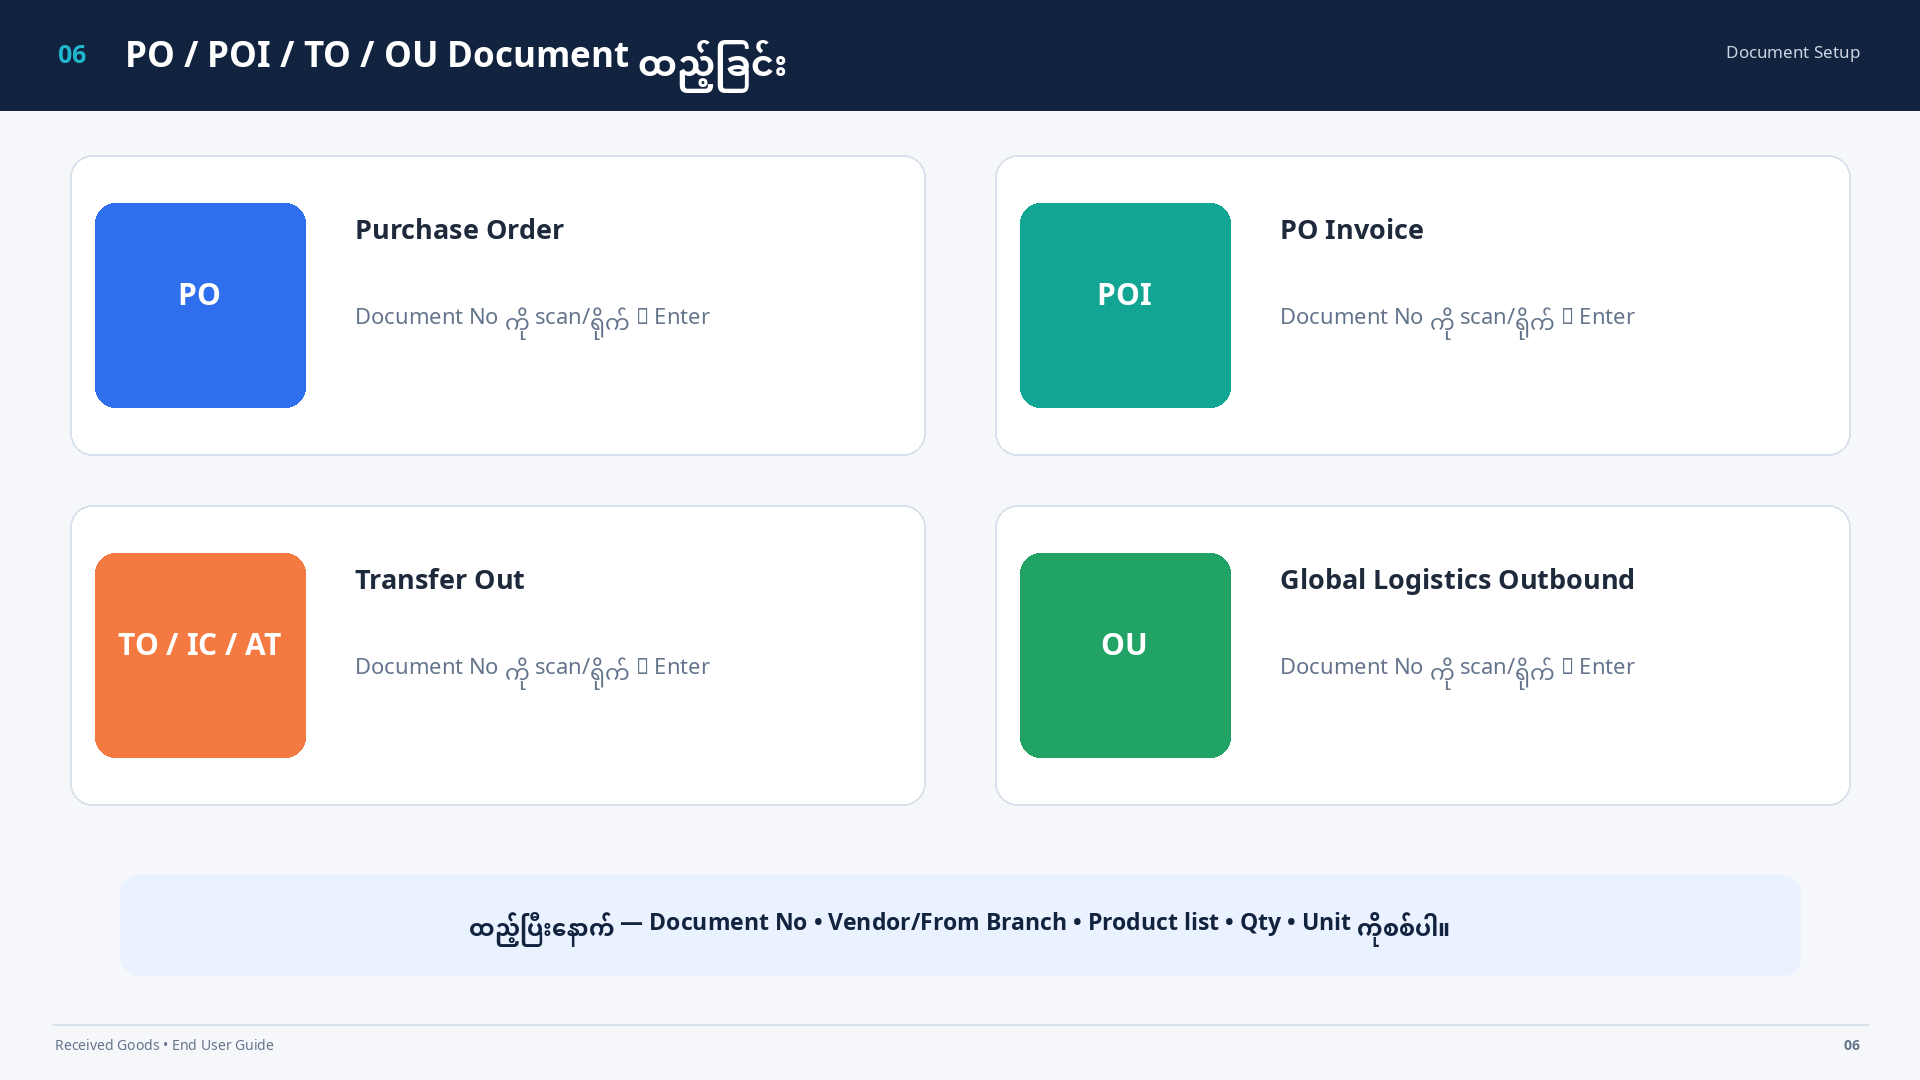 06 PO / POI / TO / OU Document ထည့်ခြင်း
Document Setup
PO
Purchase Order
Document No ကို scan/ရိုက် ▯ Enter
POI
PO Invoice
Document No ကို scan/ရိုက် ▯ Enter
TO / IC / AT
Transfer Out
Document No ကို scan/ရိုက် ▯ Enter
OU
Global Logistics Outbound
Document No ကို scan/ရိုက် ▯ Enter
ထည့်ပြီးနောက် — Document No • Vendor/From Branch • Product list • Qty • Unit ကိုစစ်ပါ။
Received Goods • End User Guide
06